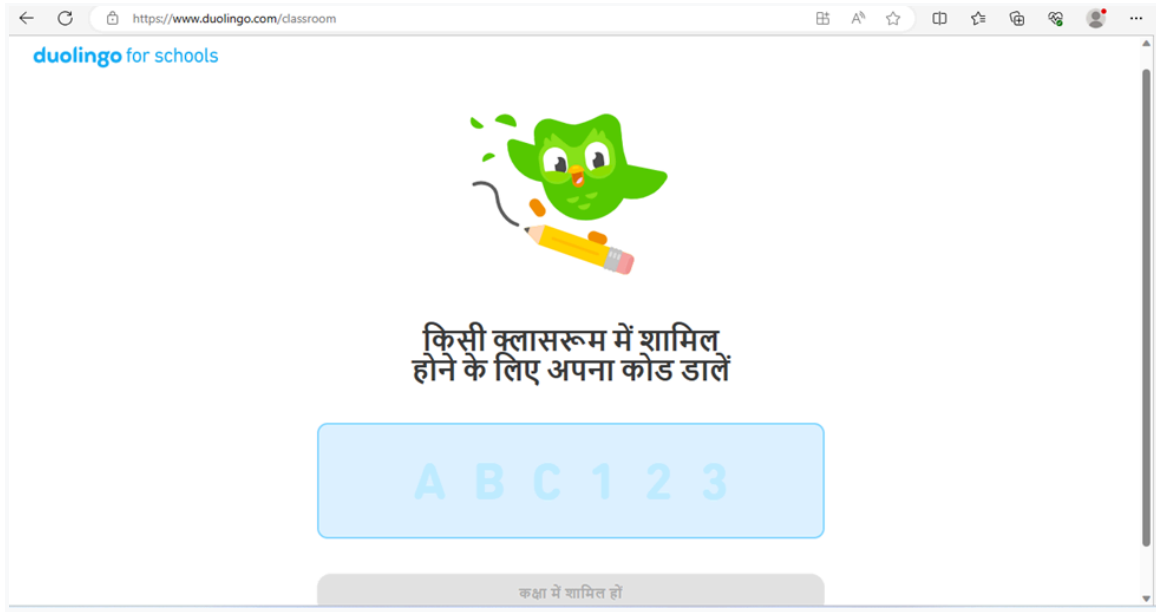 https://www.duolingo.com/classroom
duolingo for schools
किसी क्लासरूम में शामिल
होने के लिए अपना कोड डालें
A B C 1 2 3
कक्षा में शामिल हों